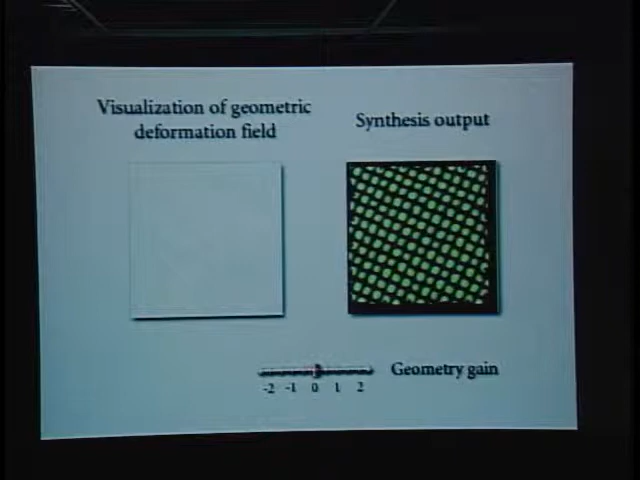 Visualization of geometric
deformation field
Synthesis output
Geometry gain
-2 -1 0 1 2